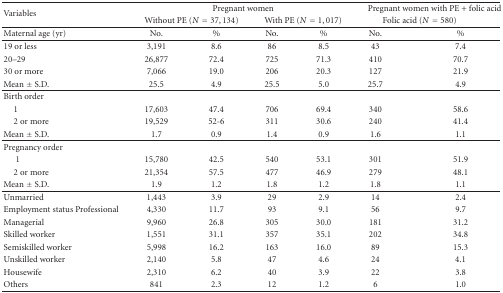 Variables Pregnant women Pregnant women with PE + folic acid
Without PE (N = 37, 134) With PE (N = 1, 017) Folic acid (N = 580)
Maternal age (yr) No. % No. % No. %
19 or less 3,191 8.6 86 8.5 43 7.4
20–29 26,877 72.4 725 71.3 410 70.7
30 or more 7,066 19.0 206 20.3 127 21.9
Mean ± S.D. 25.5 4.9 25.5 5.0 25.7 4.9
Birth order
1 17,603 47.4 706 69.4 340 58.6
2 or more 19,529 52-6 311 30.6 240 41.4
Mean ± S.D. 1.7 0.9 1.4 0.9 1.6 1.1
Pregnancy order
1 15,780 42.5 540 53.1 301 51.9
2 or more 21,354 57.5 477 46.9 279 48.1
Mean ± S.D. 1.9 1.2 1.8 1.2 1.8 1.1
Unmarried 1,443 3.9 29 2.9 14 2.4
Employment status Professional 4,330 11.7 93 9.1 56 9.7
Managerial 9,960 26.8 305 30.0 181 31.2
Skilled worker 1,551 31.1 357 35.1 202 34.8
Semiskilled worker 5,998 16.2 163 16.0 89 15.3
Unskilled worker 2,140 5.8 47 4.6 24 4.1
Housewife 2,310 6.2 40 3.9 22 3.8
Others 841 2.3 12 1.2 6 1.0